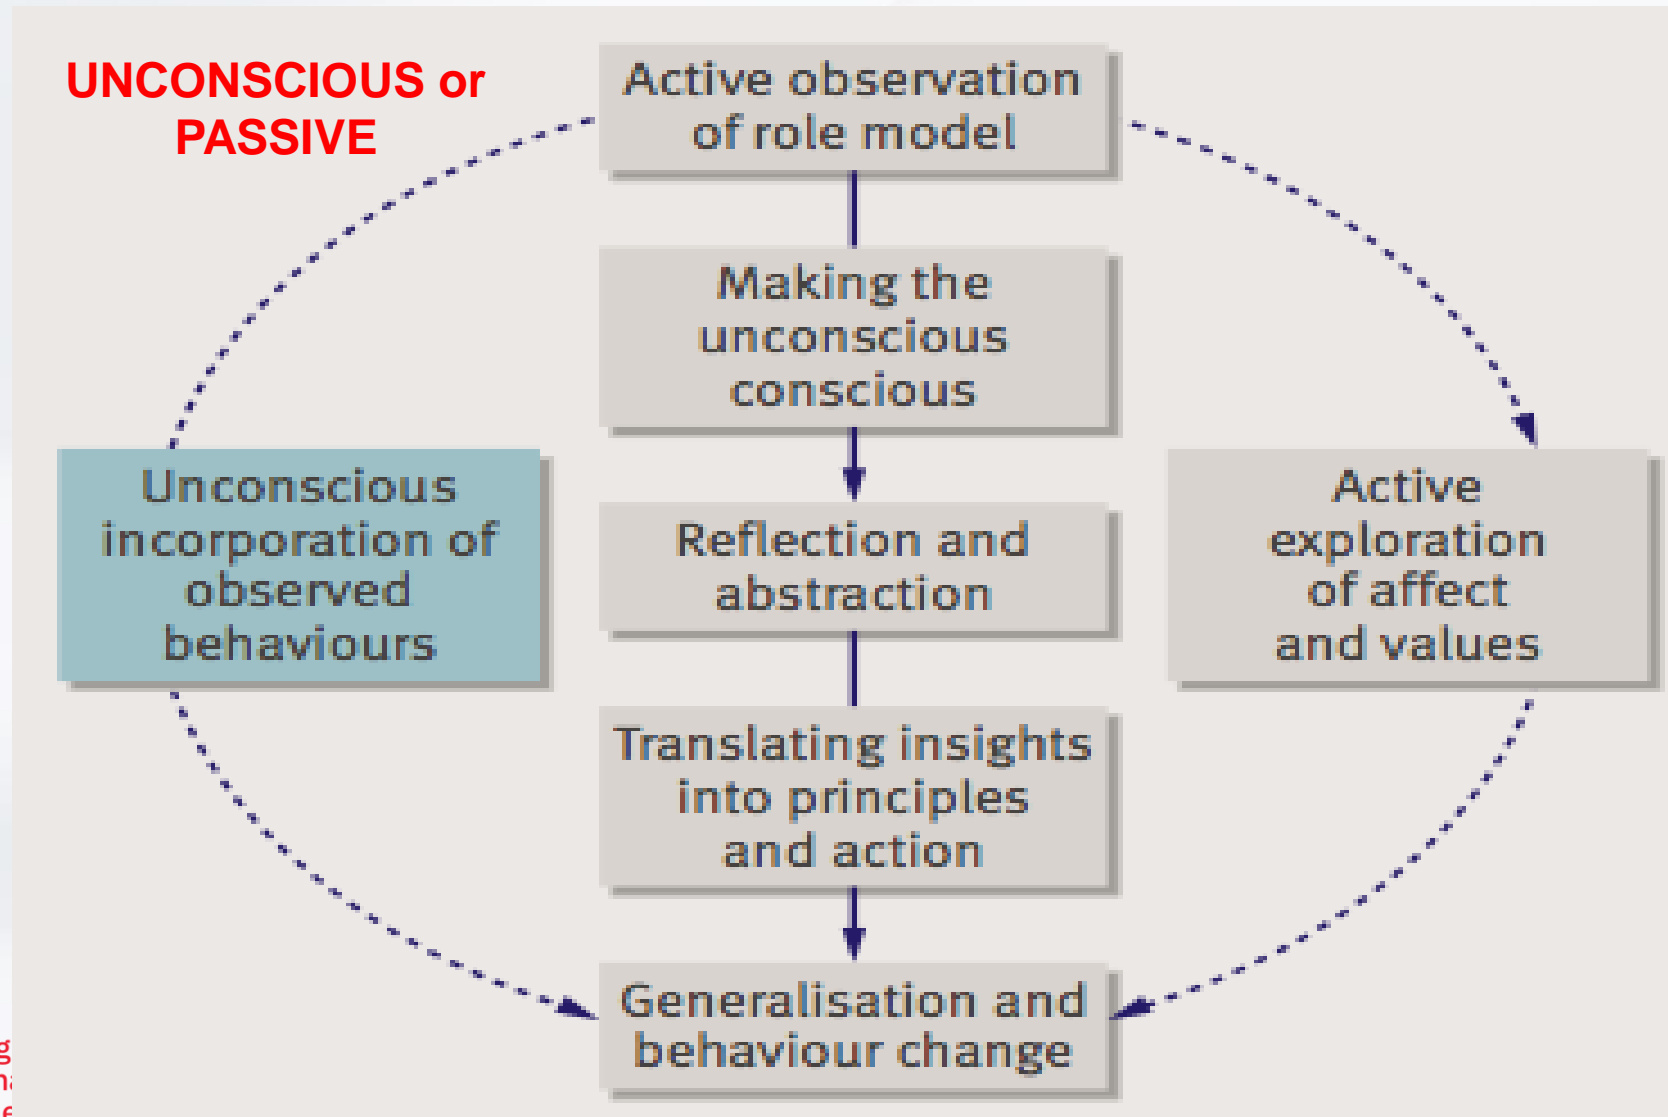 UNCONSCIOUS or
PASSIVE
Active observation
of role model
Making the
unconscious
conscious
Unconscious
incorporation of
observed
behaviours
Reflection and
abstraction
Active
exploration
of affect
and values
Translating insights
into principles
and action
Generalisation and
behaviour change